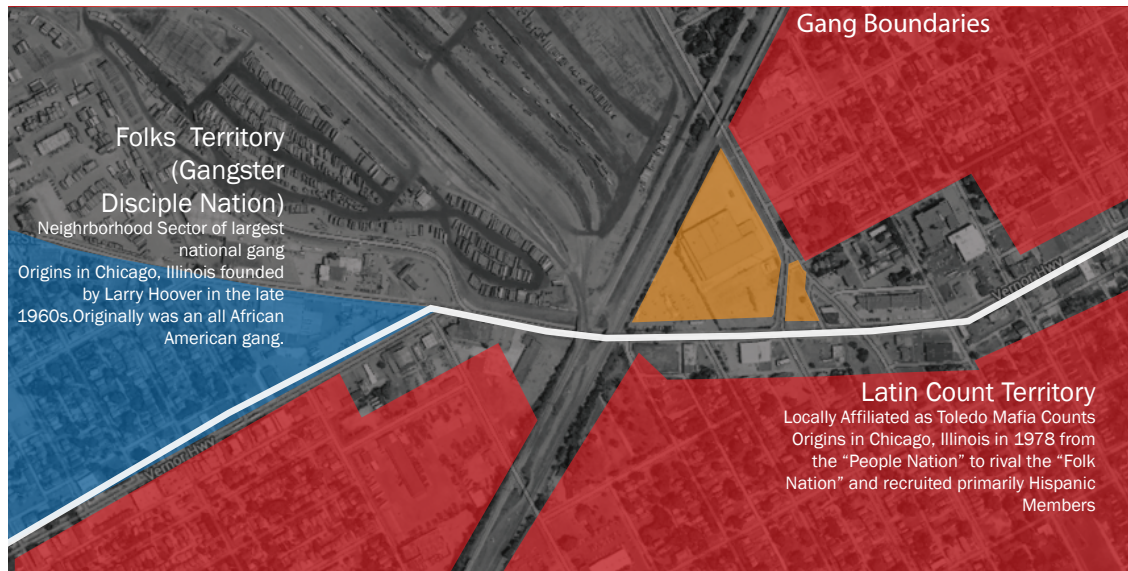 Gang Boundaries
Folks Territory
(Gangster
Disciple Nation)
Neighrborhood Sector of largest
national gang
Origins in Chicago, Illinois founded
by Larry Hoover in the late
1960s.Originally was an all African
American gang.
Vernor Hwy
Vernor Hwy
Latin Count Territory
Locally Affiliated as Toledo Mafia Counts
Origins in Chicago, Illinois in 1978 from
the “People Nation” to rival the “Folk
Nation” and recruited primarily Hispanic
Members